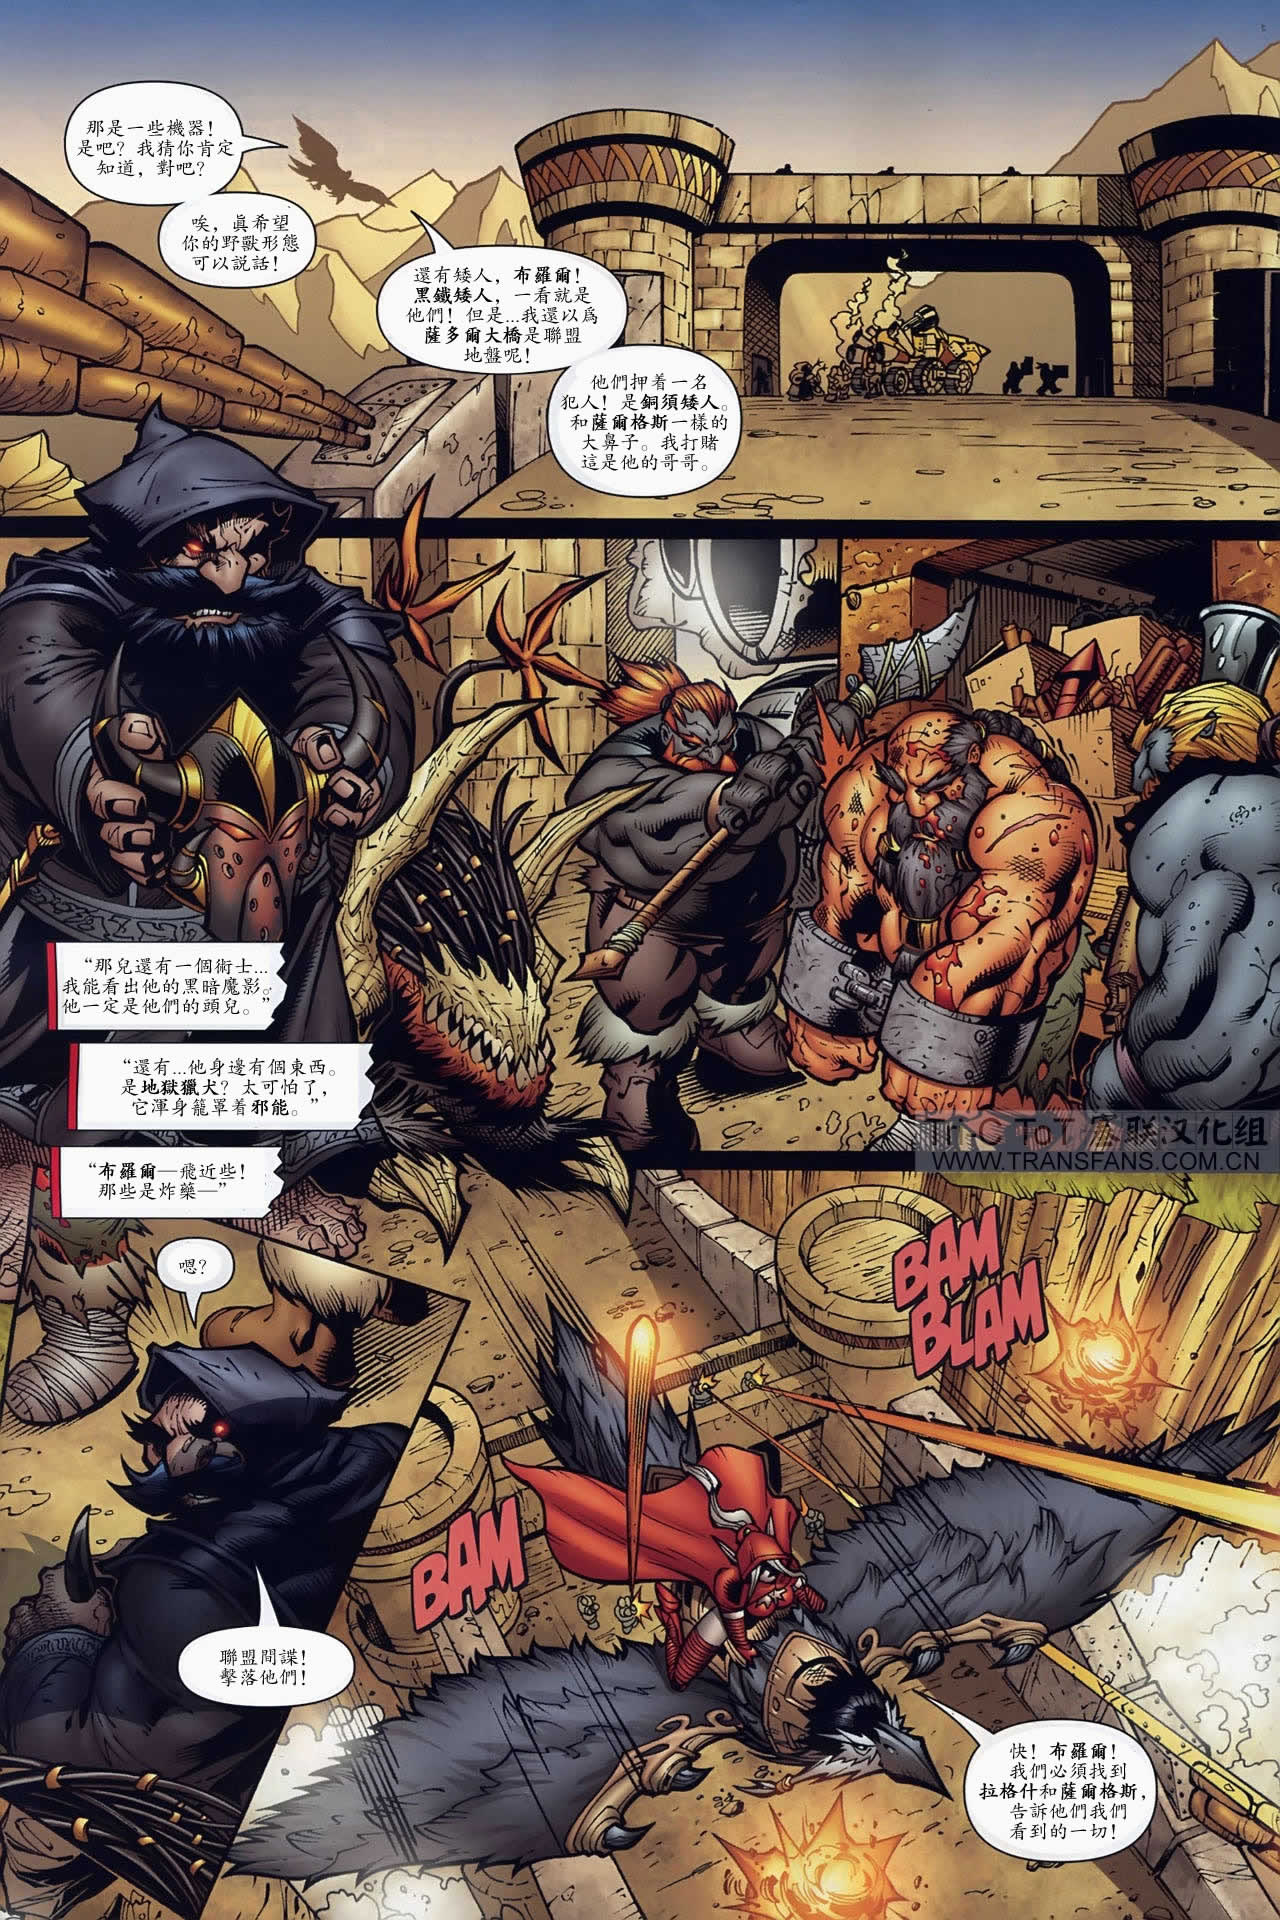 那是一些機器！
是吧？我猜你肯定
知道，對吧？
唉，眞希望
你的野獸形態
可以説話！
還有矮人，布羅爾！
黑鐵矮人，一看就是
他們！但是...我還以爲
薩多爾大橋是聯盟
地盤呢！
他們押着一名
犯人！是銅須矮人。
和薩爾格斯一樣的
大鼻子。我打賭
這是他的哥哥。
“那兒還有一個術士...
我能看出他的黑暗魔影。
他一定是他們的頭兒。”
“還有...他身邊有個東西。
是地獄獵犬？太可怕了，
它渾身籠罩着邪能。”
“布羅爾—飛近些！
那些是炸藥—”
嗯？
BAM
BLAM
BAM
聯盟間諜！
擊落他們！
快！布羅爾！
我們必須找到
拉格什和薩爾格斯，
告訴他們我們
看到的一切！
联汉化组
WWW.TRANSFANS.COM.CN